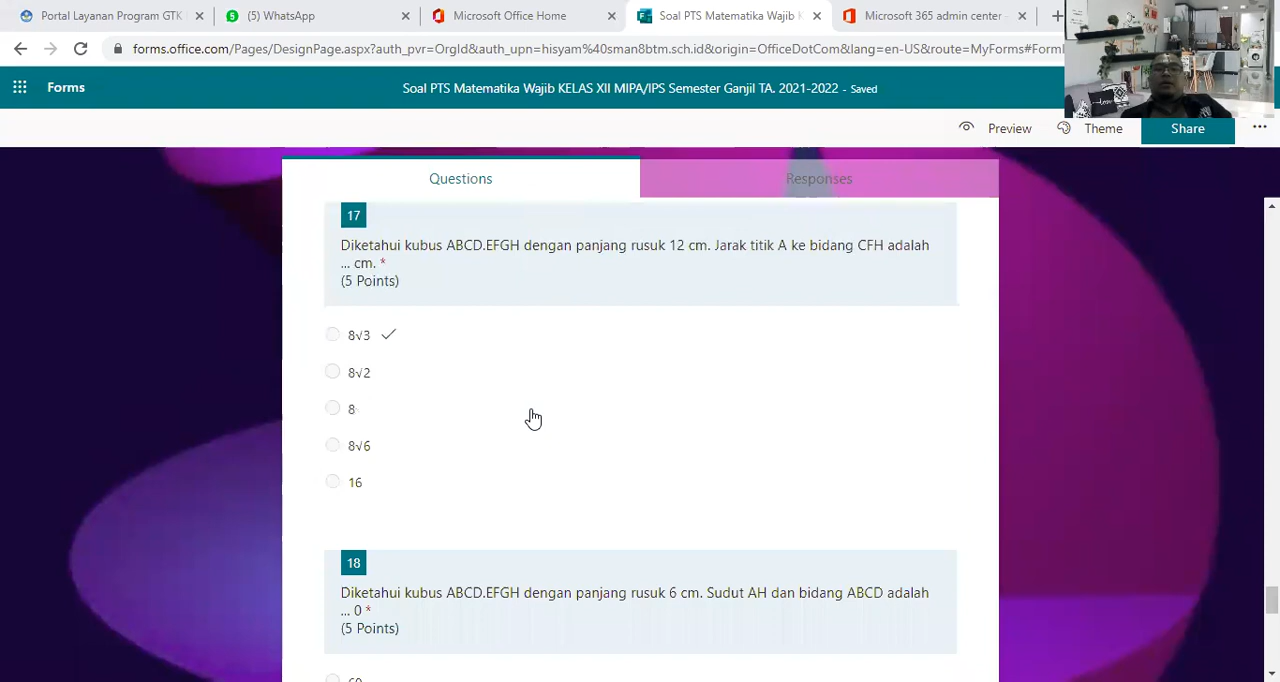 Portal Layanan Program GTK
(5) WhatsApp
Microsoft Office Home
Soal PTS Matematika Wajib K
Microsoft 365 admin center -
forms.office.com/Pages/DesignPage.aspx?auth_pvr=OrgId&auth_upn=hisyam%40sman8btm.sch.id&origin=OfficeDotCom&lang=en-US&route=MyForms#Form
Forms
Soal PTS Matematika Wajib KELAS XII MIPA/IPS Semester Ganjil TA. 2021-2022 - Saved
Preview
Theme
Share
Questions
Responses
17
Diketahui kubus ABCD.EFGH dengan panjang rusuk 12 cm. Jarak titik A ke bidang CFH adalah
... cm. *
(5 Points)
8√3
8√2
8
8√6
16
18
Diketahui kubus ABCD.EFGH dengan panjang rusuk 6 cm. Sudut AH dan bidang ABCD adalah
... 0 *
(5 Points)